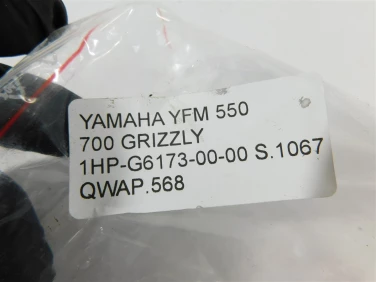 YAMAHA YFM 550
700 GRIZZLY
1HP-G6173-00-00 S.1067
QWAP.568